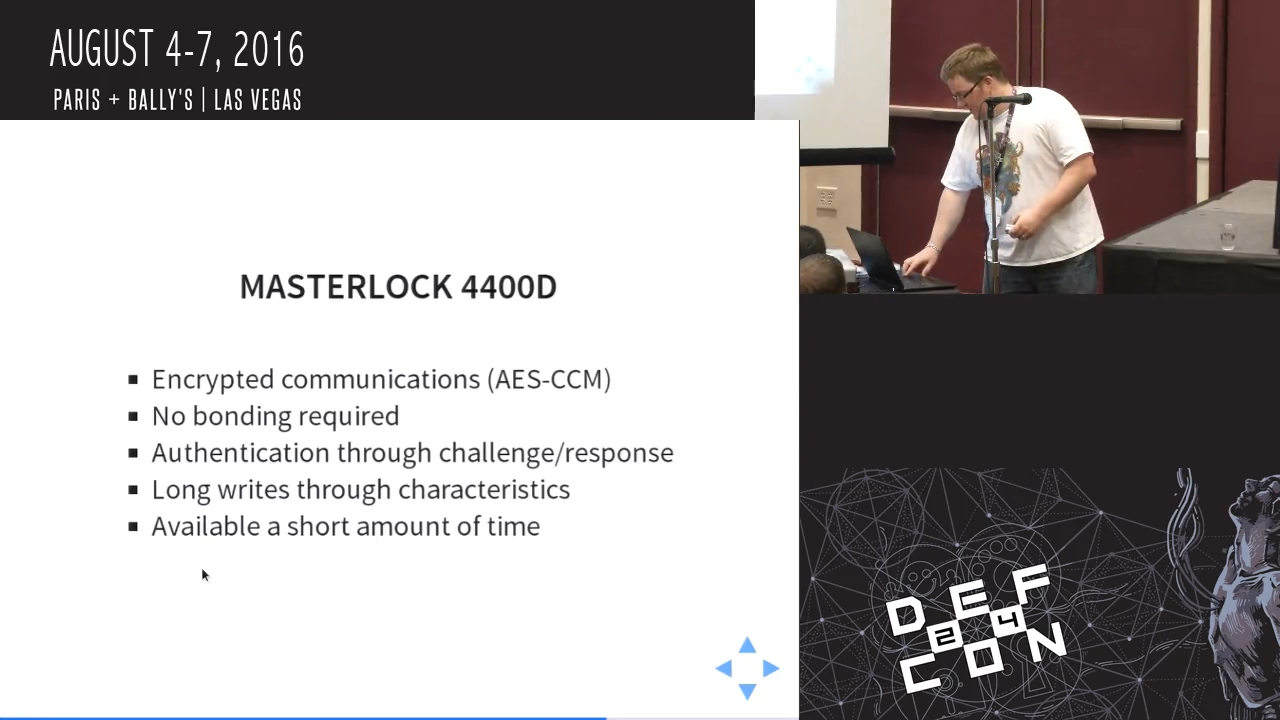 AUGUST 4-7, 2016
PARIS + BALLY'S | LAS VEGAS
MASTERLOCK 4400D
▪ Encrypted communications (AES-CCM)
▪ No bonding required
▪ Authentication through challenge/response
▪ Long writes through characteristics
▪ Available a short amount of time
DEF
24
CON